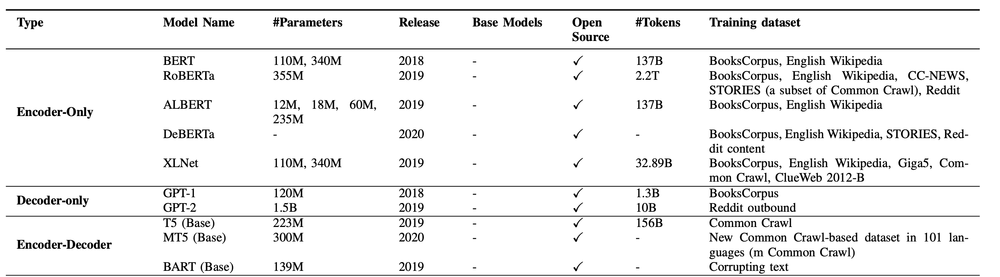 Type Model Name #Parameters Release Base Models Open Source #Tokens Training dataset
Encoder-Only
BERT 110M, 340M 2018 - ✓ 137B BooksCorpus, English Wikipedia
RoBERTa 355M 2019 - ✓ 2.2T BooksCorpus, English Wikipedia, CC-NEWS,
STORIES (a subset of Common Crawl), Reddit
ALBERT 12M, 18M, 60M, 235M 2019 - ✓ 137B BooksCorpus, English Wikipedia
DeBERTa - 2020 - ✓ - BooksCorpus, English Wikipedia, STORIES, Red-
dit content
XLNet 110M, 340M 2019 - ✓ 32.89B BooksCorpus, English Wikipedia, Giga5, Com-
mon Crawl, ClueWeb 2012-B
Decoder-only
GPT-1 120M 2018 - ✓ 1.3B BooksCorpus
GPT-2 1.5B 2019 - ✓ 10B Reddit outbound
Encoder-Decoder
T5 (Base) 223M 2019 - ✓ 156B Common Crawl
MT5 (Base) 300M 2020 - ✓ - New Common Crawl-based dataset in 101 lan-
guages (m Common Crawl)
BART (Base) 139M 2019 - ✓ - Corrupting text